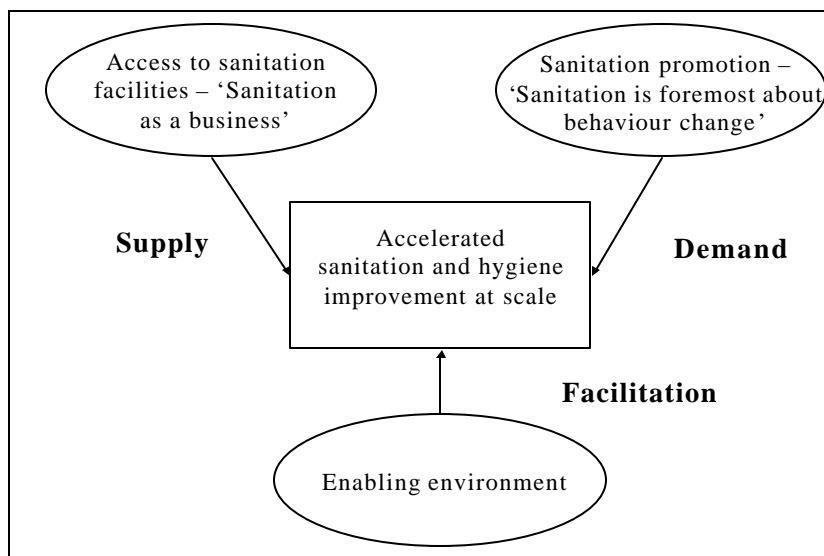 Access to sanitation
facilities – ‘Sanitation
as a business’
Sanitation promotion –
‘Sanitation is foremost about
behaviour change’
Supply
Accelerated
sanitation and hygiene
improvement at scale
Demand
Facilitation
Enabling environment